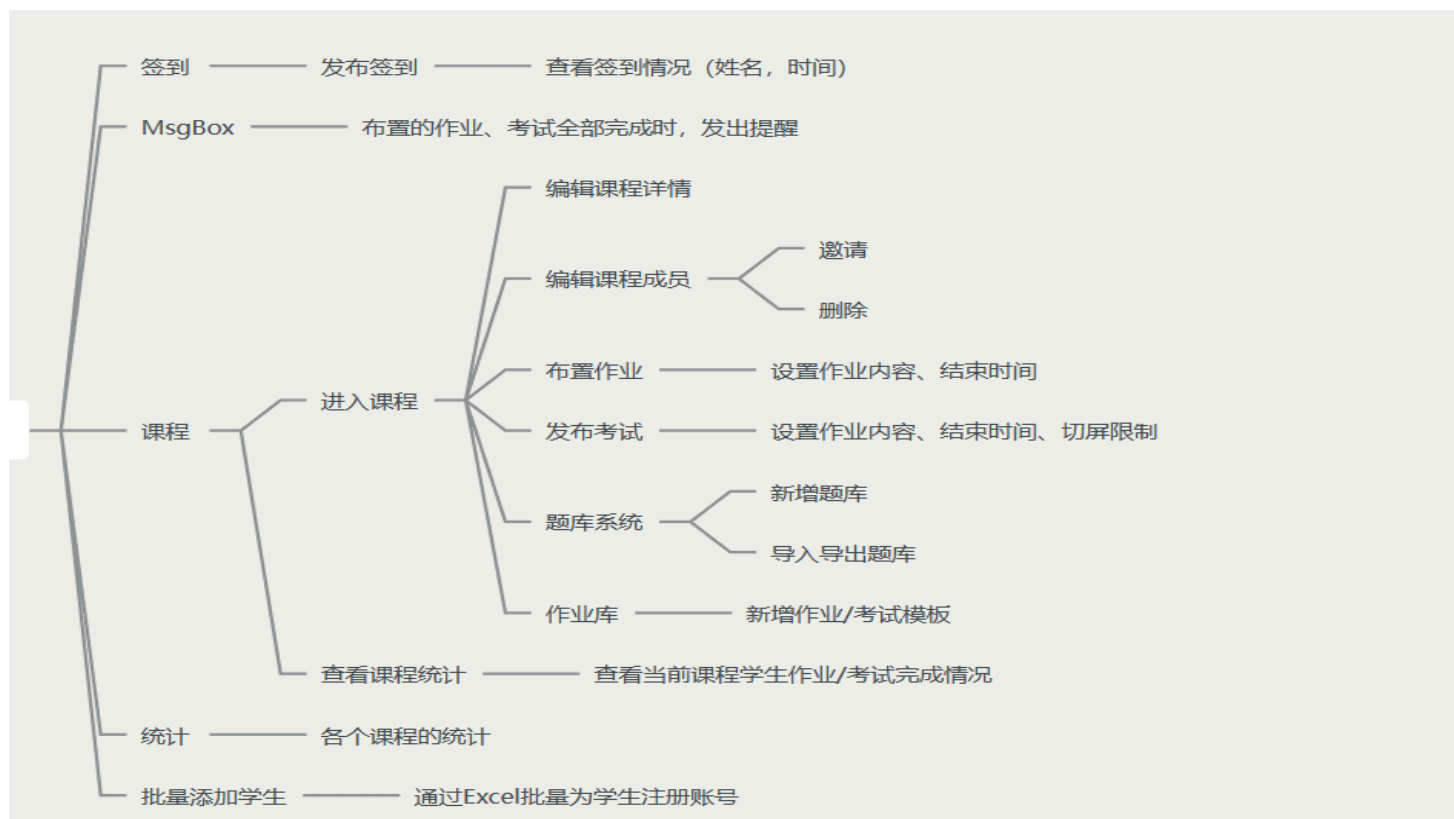 签到
发布签到
查看签到情况（姓名，时间）
MsgBox
布置的作业、考试全部完成时，发出提醒
编辑课程详情
邀请
编辑课程成员
删除
布置作业
设置作业内容、结束时间
进入课程
课程
发布考试
设置作业内容、结束时间、切屏限制
新增题库
题库系统
导入导出题库
作业库
新增作业/考试模板
查看课程统计
查看当前课程学生作业/考试完成情况
统计
各个课程的统计
批量添加学生
通过Excel批量为学生注册账号